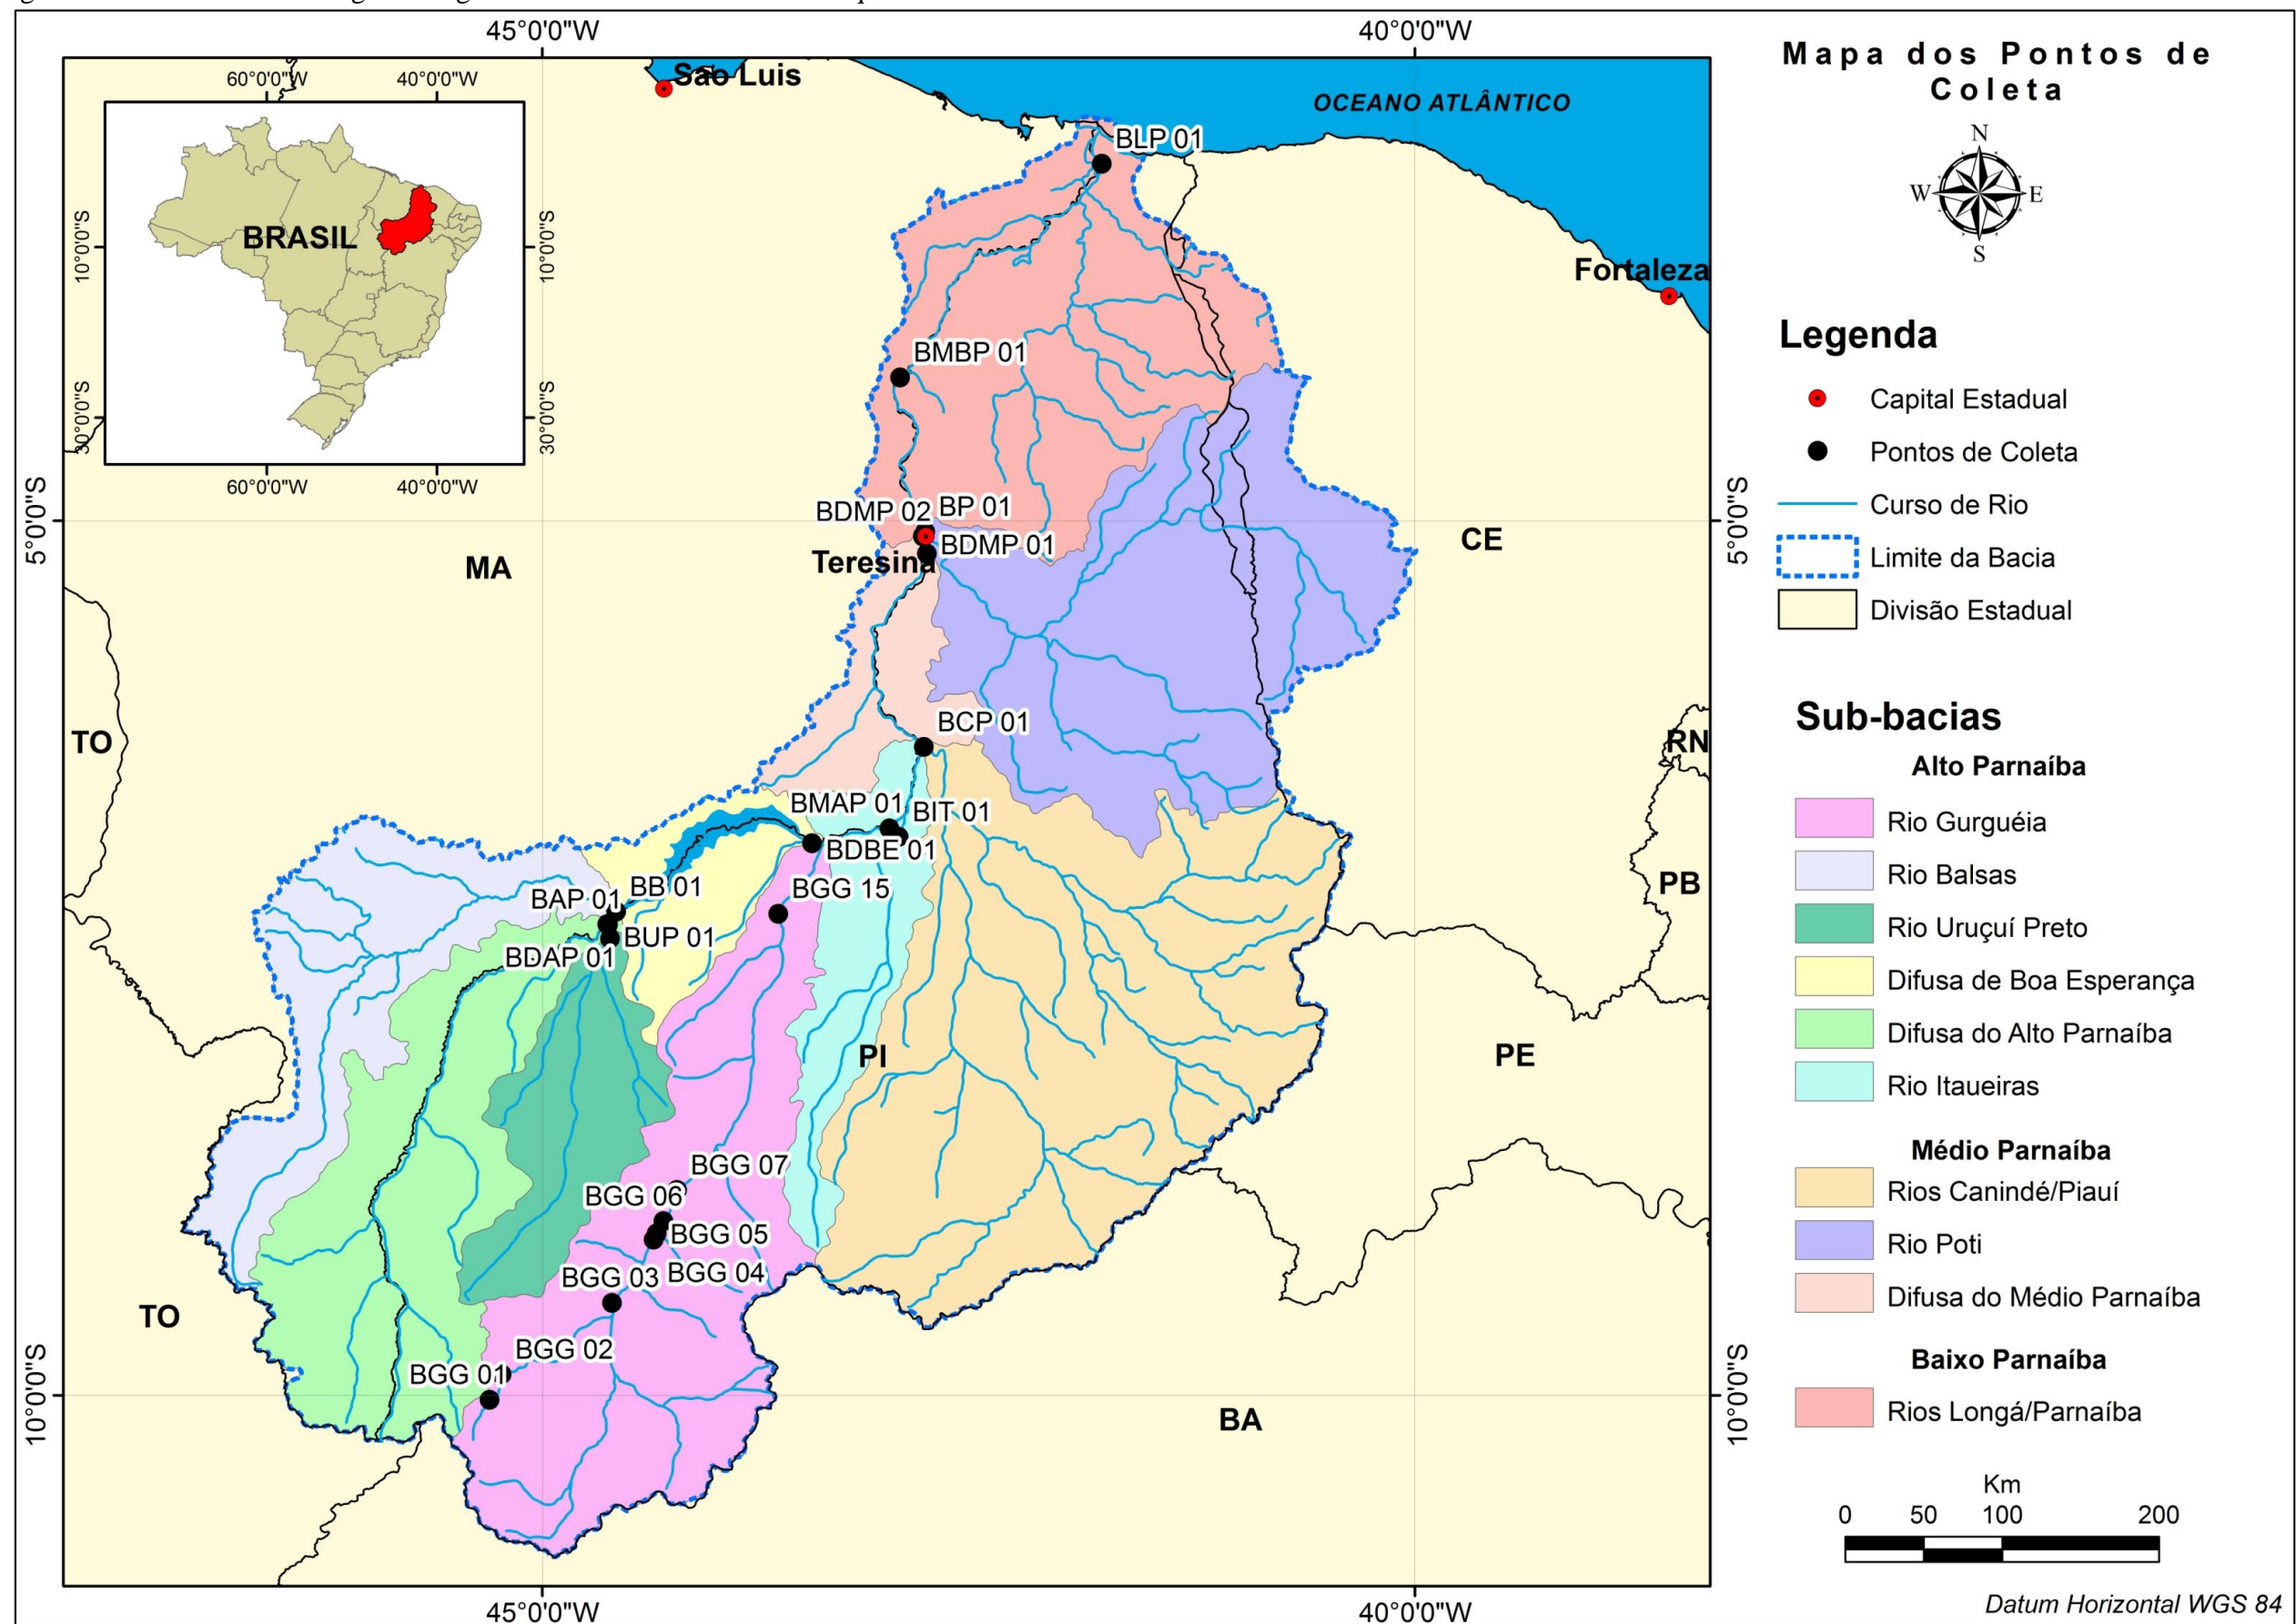 45°0'0"W
40°0'0"W
Mapa dos Pontos de
Coleta
N
W
E
S
60°0'0"W
40°0'0"W
10°0'0"S
10°0'0"S
30°0'0"S
30°0'0"S
BRASIL
60°0'0"W
40°0'0"W
Sao Luis
OCEANO ATLÂNTICO
BLP 01
Fortaleza
BMBP 01
BDMP 02
BP 01
BDMP 01
Teresina
5°0'0"S
5°0'0"S
MA
CE
TO
BCP 01
RN
BMAP 01
BIT 01
BDBE 01
PB
BB 01
BAP 01
BGG 15
BUP 01
BDAP 01
PI
PE
BGG 07
BGG 06
BGG 05
BGG 03
BGG 04
TO
BGG 02
BGG 01
10°0'0"S
10°0'0"S
BA
45°0'0"W
40°0'0"W
Legenda
Capital Estadual
Pontos de Coleta
Curso de Rio
Limite da Bacia
Divisão Estadual
Sub-bacias
Alto Parnaíba
Rio Gurguéia
Rio Balsas
Rio Uruçuí Preto
Difusa de Boa Esperança
Difusa do Alto Parnaíba
Rio Itaueiras
Médio Parnaíba
Rios Canindé/Piauí
Rio Poti
Difusa do Médio Parnaíba
Baixo Parnaíba
Rios Longá/Parnaíba
Km
0 50 100 200
Datum Horizontal WGS 84